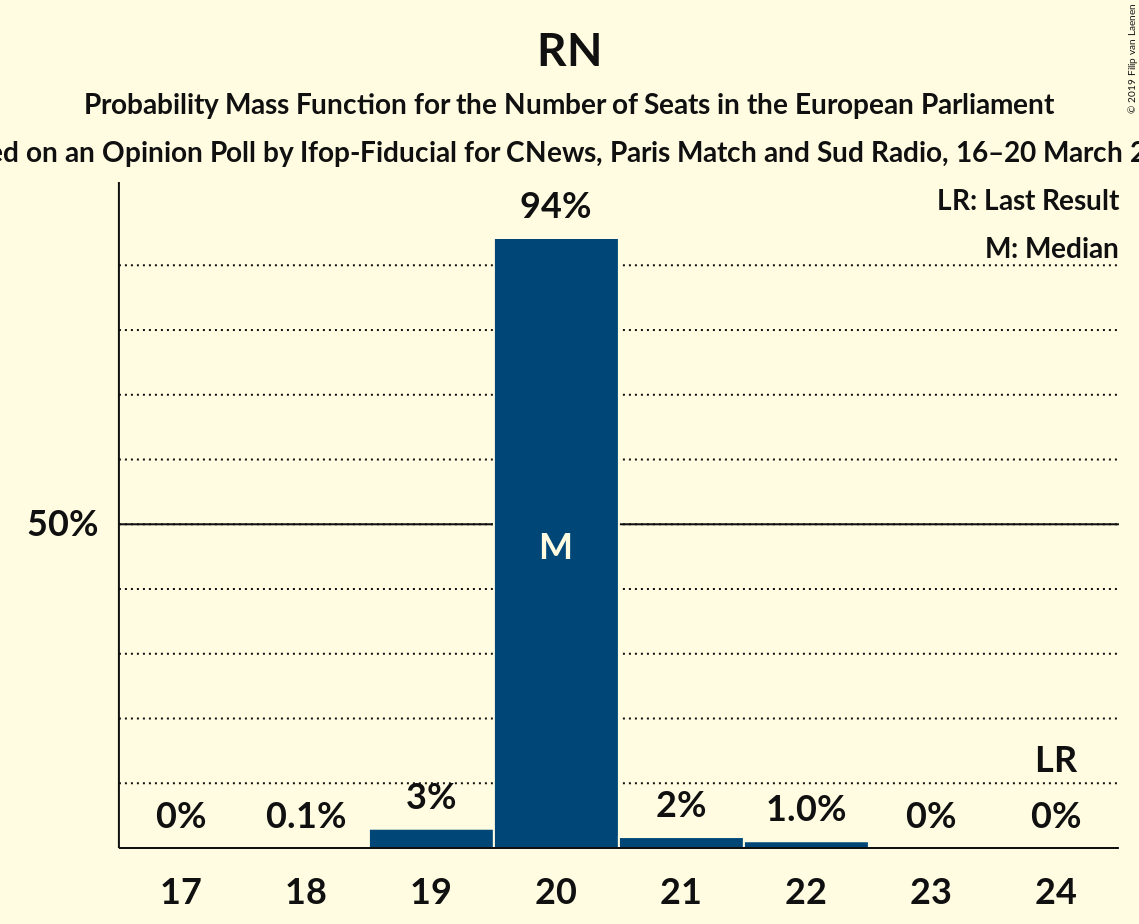 RN
Probability Mass Function for the Number of Seats in the European Parliament
on an Opinion Poll by Ifop-Fiducial for CNews, Paris Match and Sud Radio, 16–20 March
© 2019 Filip van Laenen
LR: Last Result
M: Median
94%
50%
M
LR
0% 0.1% 3% 2% 1.0% 0% 0%
17 18 19 20 21 22 23 24